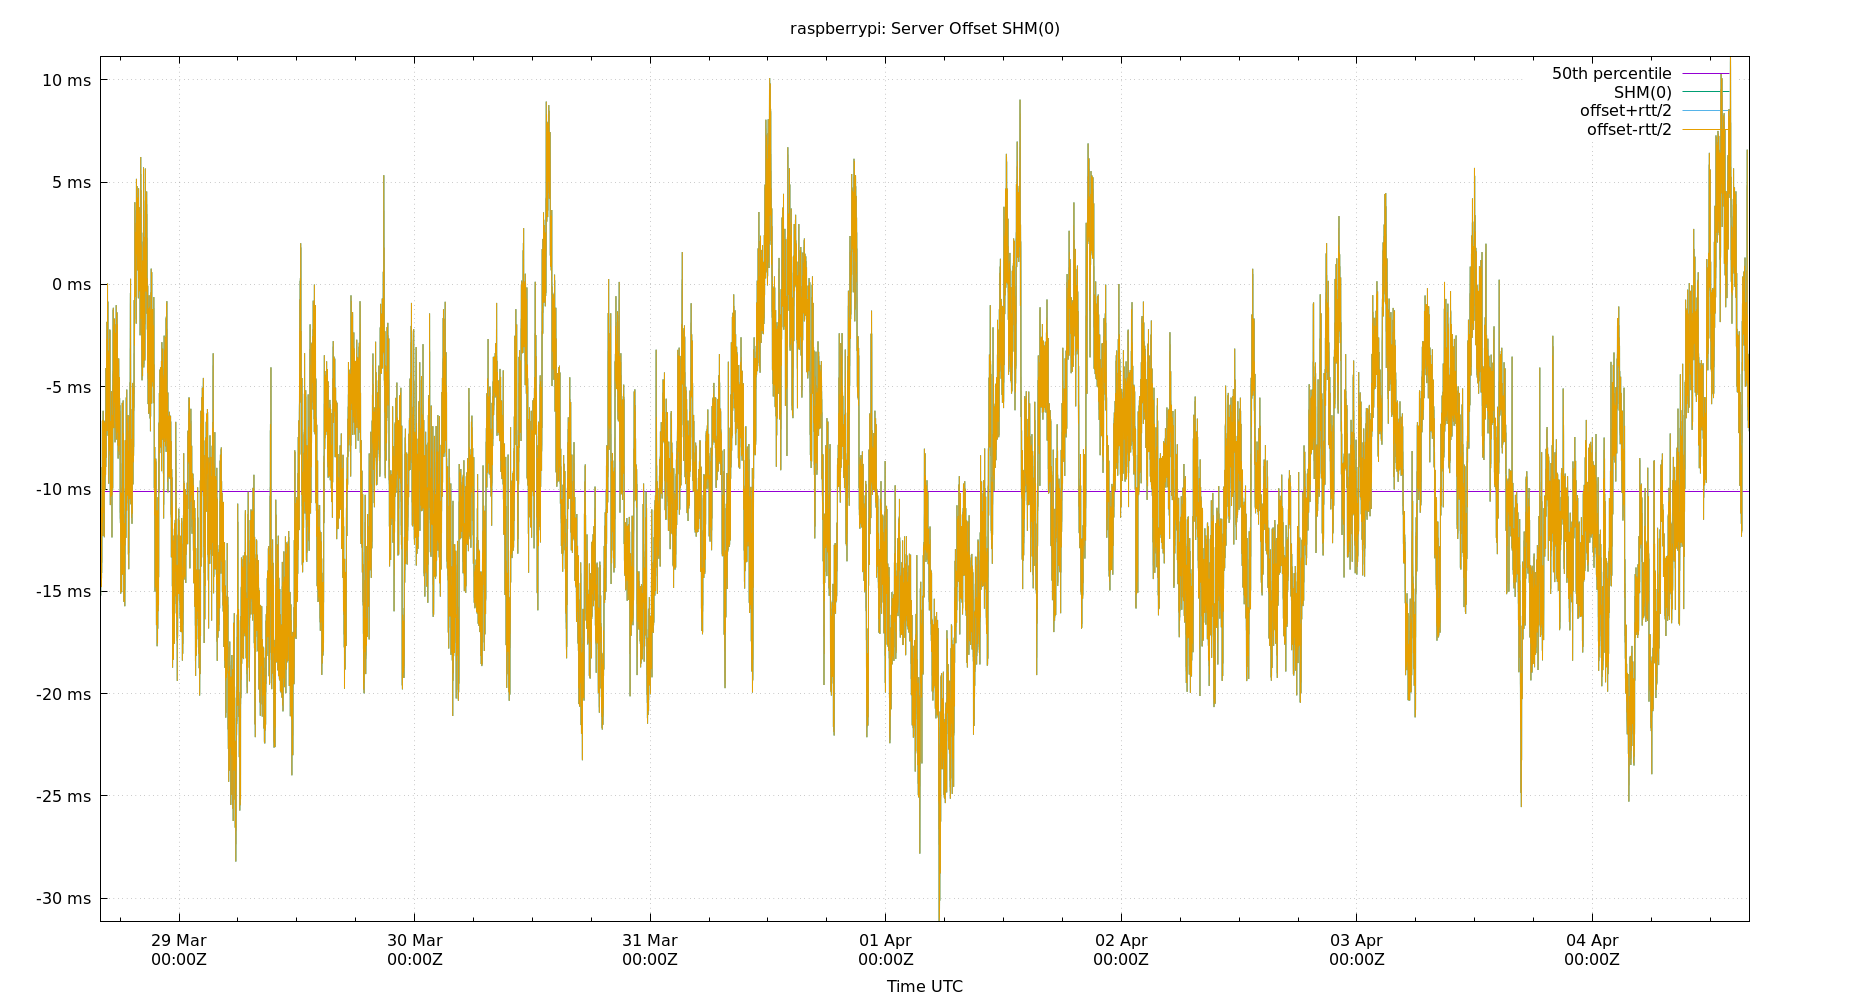 raspberrypi: Server Offset SHM(0)
10 ms
5 ms
0 ms
-5 ms
-10 ms
-15 ms
-20 ms
-25 ms
-30 ms
50th percentile
SHM(0)
offset+rtt/2
offset-rtt/2
29 Mar 30 Mar 31 Mar 01 Apr 02 Apr 03 Apr 04 Apr
00:00Z 00:00Z 00:00Z 00:00Z 00:00Z 00:00Z 00:00Z
Time UTC